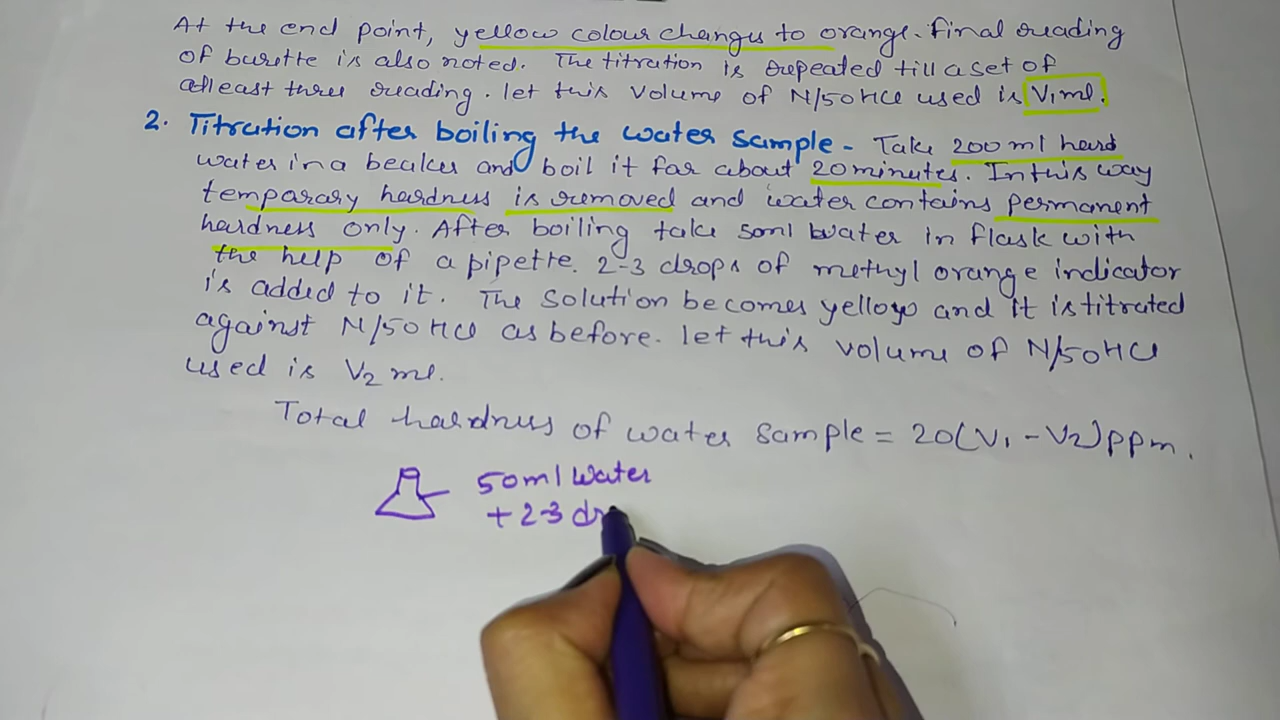 At the end point, yellow colour changes to orange. Final reading
of burette is also noted. The titration is repeated till a set of
atleast three reading. let this volume of N/50 HCl used is V₁ ml.
2. Titration after boiling the water sample - Take 200 ml hard
water in a beaker and boil it for about 20 minutes. In this way
temparary hardness is removed and water contains permanent
hardness only. After boiling take 50ml water in flask with
the help of a pipette. 2-3 drops of methyl orange indicator
is added to it. The solution becomes yellow and it is titrated
against N/50 HCl as before. let this volume of N/50 HCl
used is V₂ ml.
Total hardness of water sample = 20(V₁ - V₂) ppm.
50ml water
+ 2-3 dr